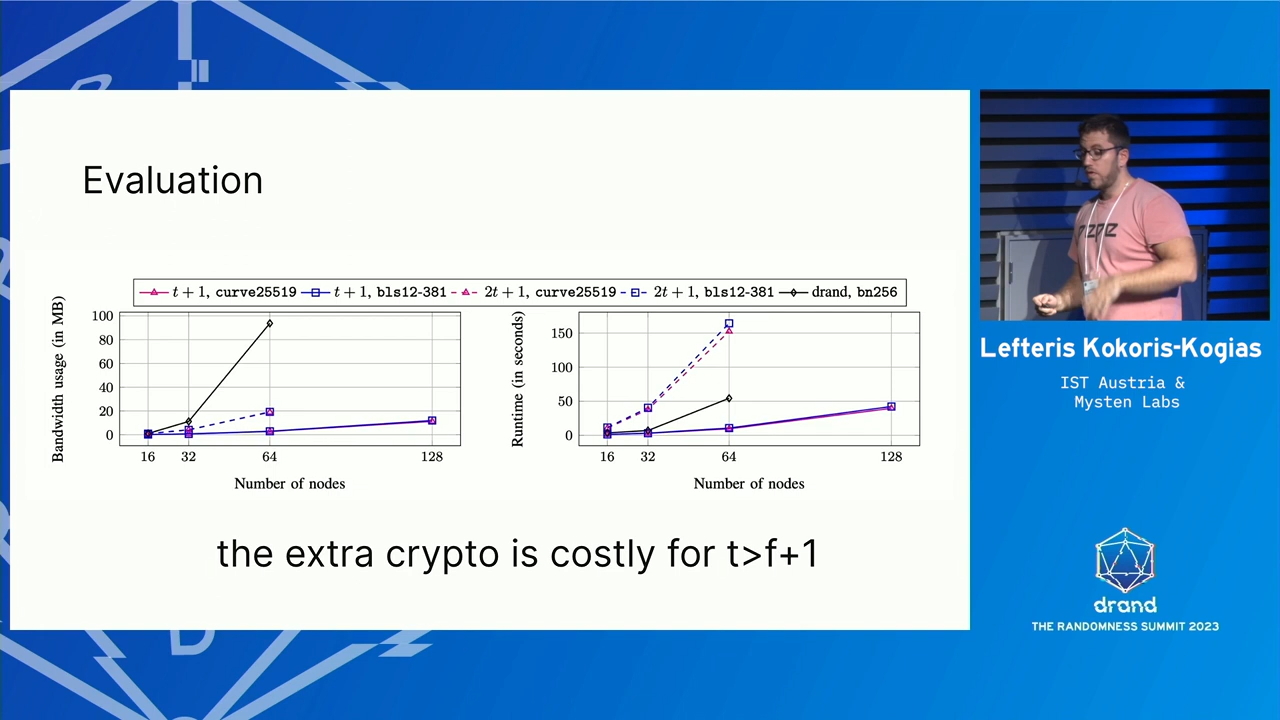 Evaluation
t + 1, curve25519 t + 1, bls12-381 2t + 1, curve25519 2t + 1, bls12-381 drand, bn256
Bandwidth usage (in MB)
100
80
60
40
20
0
16 32 64 128
Number of nodes
Runtime (in seconds)
150
100
50
0
16 32 64 128
Number of nodes
the extra crypto is costly for t>f+1
Lefteris Kokoris-Kogias
IST Austria &
Mysten Labs
drand
THE RANDOMNESS SUMMIT 2023